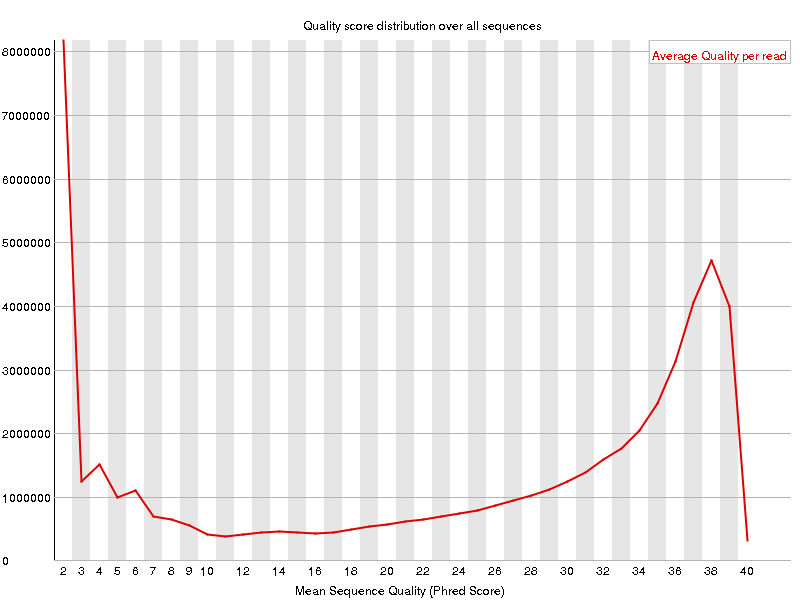 Quality score distribution over all sequences
Average Quality per read
8000000
7000000
6000000
5000000
4000000
3000000
2000000
1000000
0
2 3 4 5 6 7 8 9 10 12 14 16 18 20 22 24 26 28 30 32 34 36 38 40
Mean Sequence Quality (Phred Score)